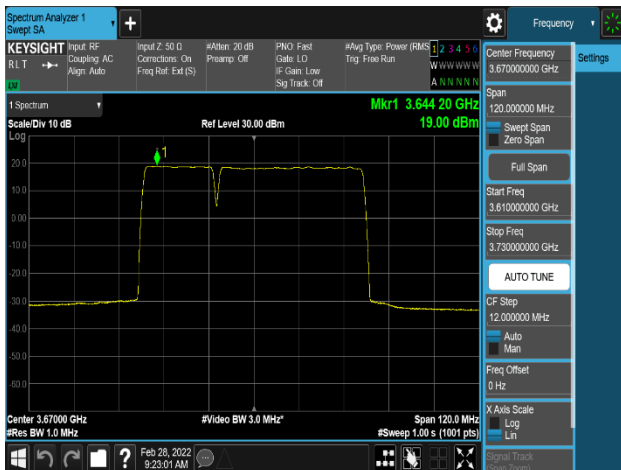 Spectrum Analyzer 1
Swept SA
+
Frequency
KEYSIGHT
RLT
Input: RF
Coupling: AC
Align: Auto
Input Z: 50 Ω
Corrections: On
Freq Ref: Ext (S)
#Atten: 20 dB
Preamp: Off
PNO: Fast
Gate: LO
IF Gain: Low
Sig Track: Off
#Avg Type: Power (RMS
Trig: Free Run
1 2 3 4 5 6
W W W W W W
A N N N N N
Settings
Center Frequency
3.670000000 GHz
Span
120.000000 MHz
Swept Span
Zero Span
Full Span
Start Freq
3.610000000 GHz
Stop Freq
3.730000000 GHz
AUTO TUNE
CF Step
12.000000 MHz
Auto
Man
Freq Offset
0 Hz
X Axis Scale
Log
Lin
Signal Track
(Span Zoom)
1 Spectrum
Scale/Div 10 dB
Log
Ref Level 30.00 dBm
Mkr1 3.644 20 GHz
19.00 dBm
1
20.0
10.0
0.00
-10.0
-20.0
-30.0
-40.0
-50.0
-60.0
Center 3.67000 GHz
#Res BW 1.0 MHz
#Video BW 3.0 MHz*
Span 120.0 MHz
#Sweep 1.00 s (1001 pts)
?
Feb 28, 2022
9:23:01 AM